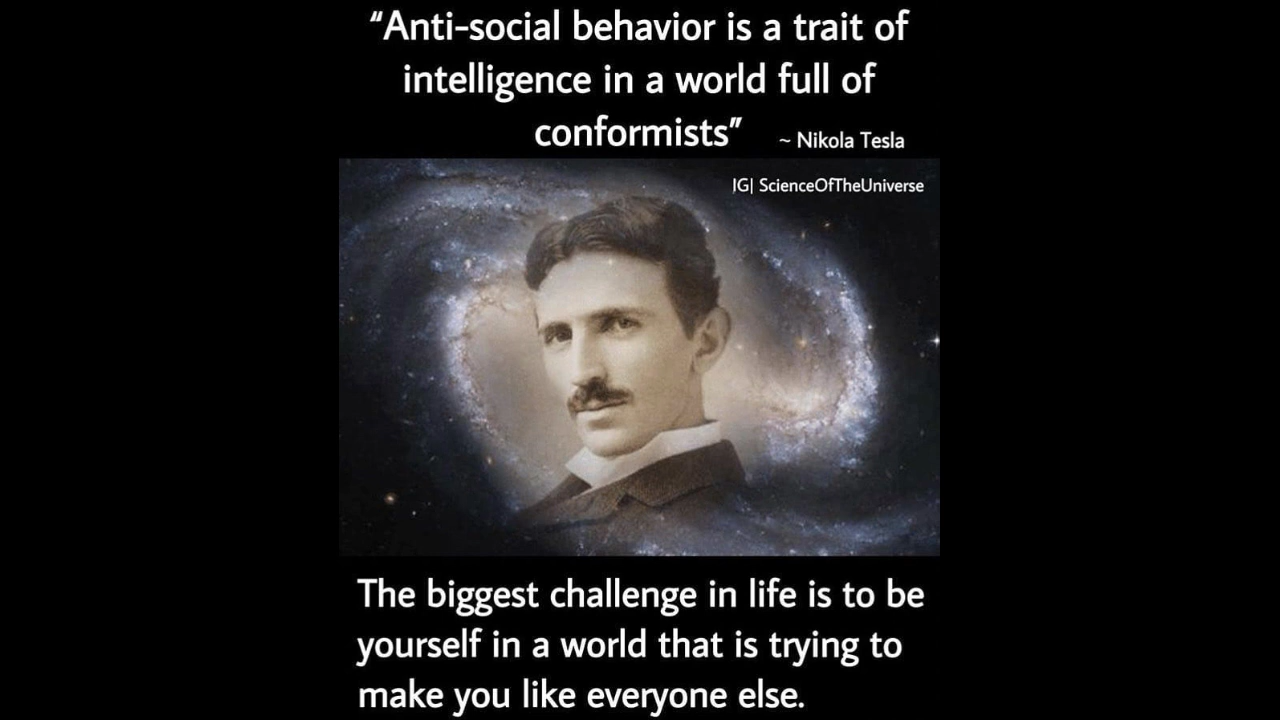 “Anti-social behavior is a trait of
intelligence in a world full of
conformists”
~ Nikola Tesla
IG| ScienceOfTheUniverse
The biggest challenge in life is to be
yourself in a world that is trying to
make you like everyone else.